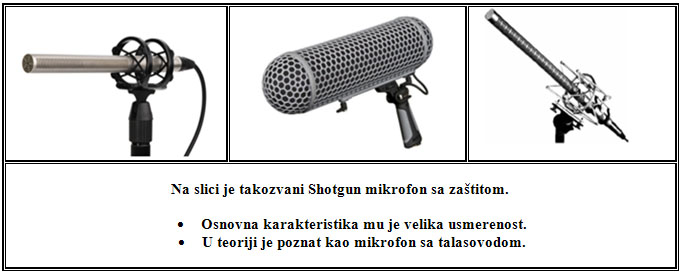 Na slici je takozvani Shotgun mikrofon sa zaštitom.
• Osnovna karakteristika mu je velika usmerenost.
• U teoriji je poznat kao mikrofon sa talasovodom.